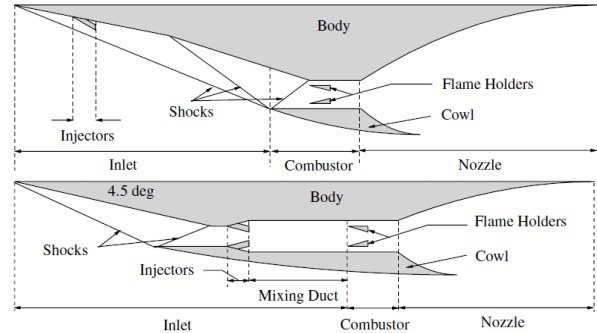 Body
Flame Holders
Shocks
Cowl
Injectors
Inlet
Combustor
Nozzle
4.5 deg
Body
Flame Holders
Shocks
Cowl
Injectors
Mixing Duct
Inlet
Combustor
Nozzle